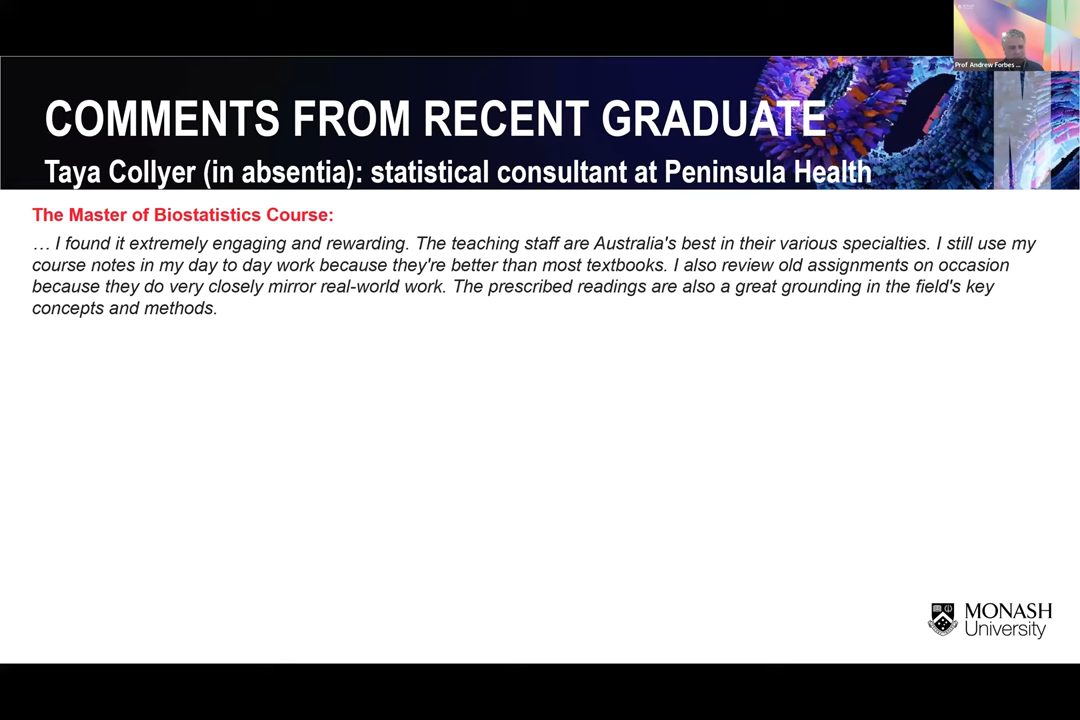 Prof Andrew Forbes ...
COMMENTS FROM RECENT GRADUATE
Taya Collyer (in absentia): statistical consultant at Peninsula Health
The Master of Biostatistics Course:
… I found it extremely engaging and rewarding. The teaching staff are Australia's best in their various specialties. I still use my
course notes in my day to day work because they're better than most textbooks. I also review old assignments on occasion
because they do very closely mirror real-world work. The prescribed readings are also a great grounding in the field's key
concepts and methods.
MONASH
University